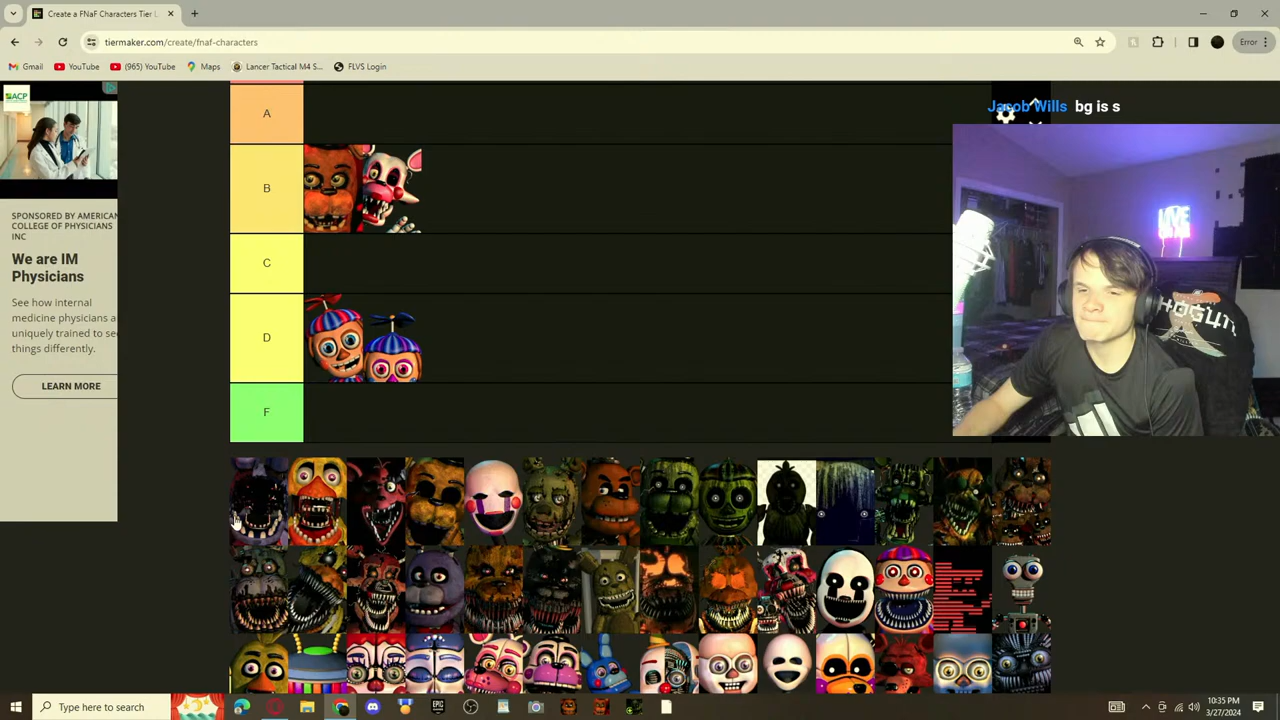 Create a FNaF Characters Tier L
tiermaker.com/create/fnaf-characters
Error
Gmail
YouTube
(965) YouTube
Maps
Lancer Tactical M4 S...
FLVS Login
ACP
SPONSORED BY AMERICAN
COLLEGE OF PHYSICIANS
INC
We are IM
Physicians
See how internal
medicine physicians a
uniquely trained to see
things differently.
LEARN MORE
A
B
C
D
F
Jacob Wills bg is s
Type here to search
EPIC
10:35 PM
3/27/2024